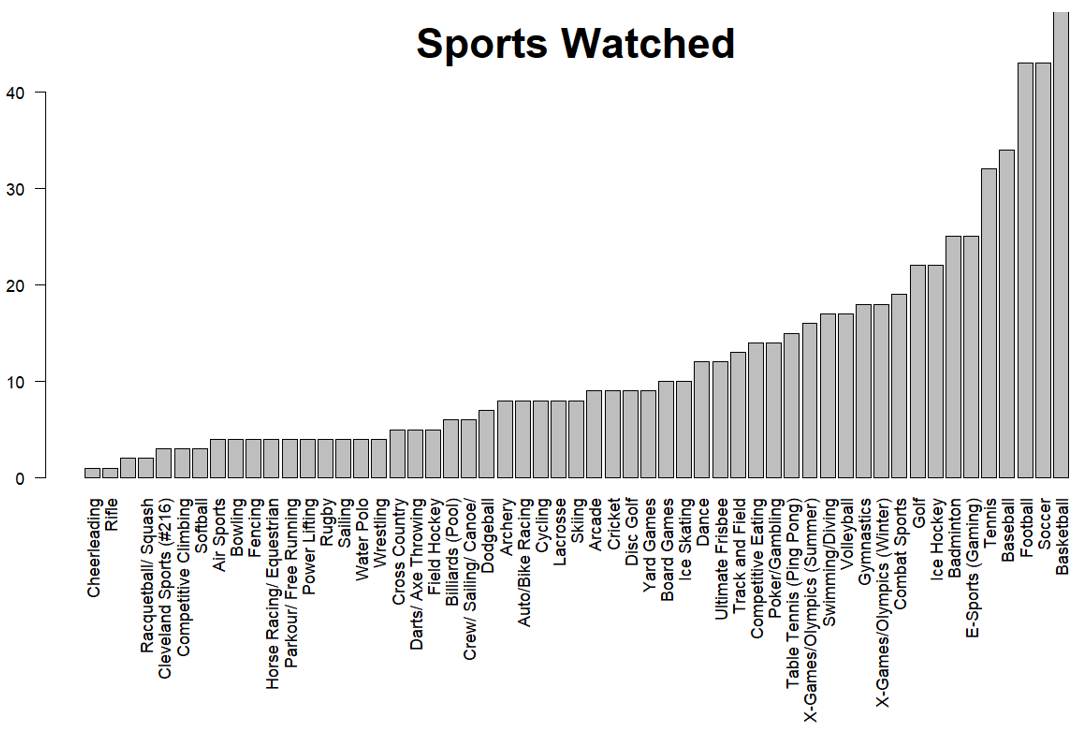 Sports Watched
40
30
20
10
0
Cheerleading
Rifle
Racquetball/ Squash
Cleveland Sports (#216)
Competitive Climbing
Softball
Air Sports
Bowling
Fencing
Horse Racing/ Equestrian
Parkour/ Free Running
Power Lifting
Rugby
Sailing
Water Polo
Wrestling
Cross Country
Darts/ Axe Throwing
Field Hockey
Billiards (Pool)
Crew/ Sailing/ Canoe/
Dodgeball
Archery
Auto/Bike Racing
Cycling
Lacrosse
Skiing
Arcade
Cricket
Disc Golf
Yard Games
Board Games
Ice Skating
Dance
Ultimate Frisbee
Track and Field
Competitive Eating
Poker/Gambling
Table Tennis (Ping Pong)
X-Games/Olympics (Summer)
Swimming/Diving
Volleyball
Gymnastics
X-Games/Olympics (Winter)
Combat Sports
Golf
Ice Hockey
Badminton
E-Sports (Gaming)
Tennis
Baseball
Football
Soccer
Basketball